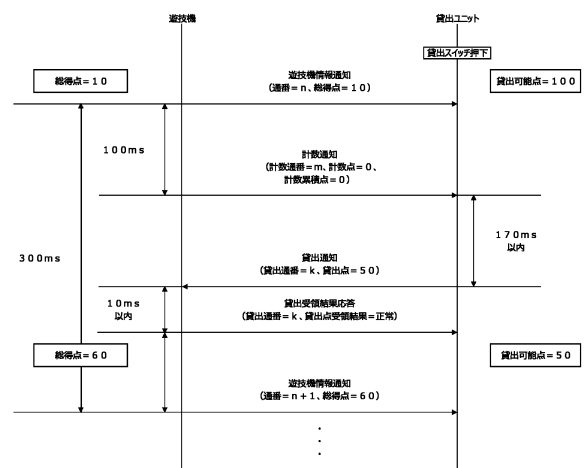 遊技機
貸出ユニット
貸出スイッチ押下
総得点=10
遊技機情報通知
(通番=n、総得点=10)
貸出可能点=100
100ms
計数通知
(計数通番=m、計数点=0、
計数累積点=0)
170ms
以内
300ms
貸出通知
(貸出通番=k、貸出点=50)
10ms
以内
貸出受領結果応答
(貸出通番=k、貸出点受領結果=正常)
総得点=60
貸出可能点=50
遊技機情報通知
(通番=n+1、総得点=60)